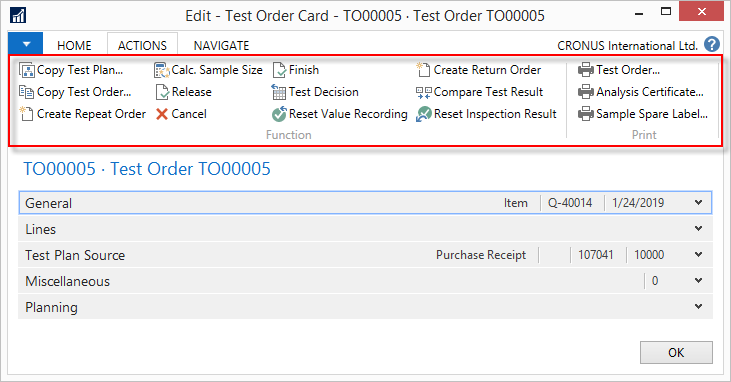 Edit - Test Order Card - TO00005 · Test Order TO00005
HOME ACTIONS NAVIGATE CRONUS International Ltd. ?
Copy Test Plan... Calc. Sample Size Finish Create Return Order Test Order...
Copy Test Order... Release Test Decision Compare Test Result Analysis Certificate...
Create Repeat Order Cancel Reset Value Recording Reset Inspection Result Sample Spare Label...
Function Print
TO00005 · Test Order TO00005
General Item Q-40014 1/24/2019
Lines
Test Plan Source Purchase Receipt 107041 10000
Miscellaneous 0
Planning
OK